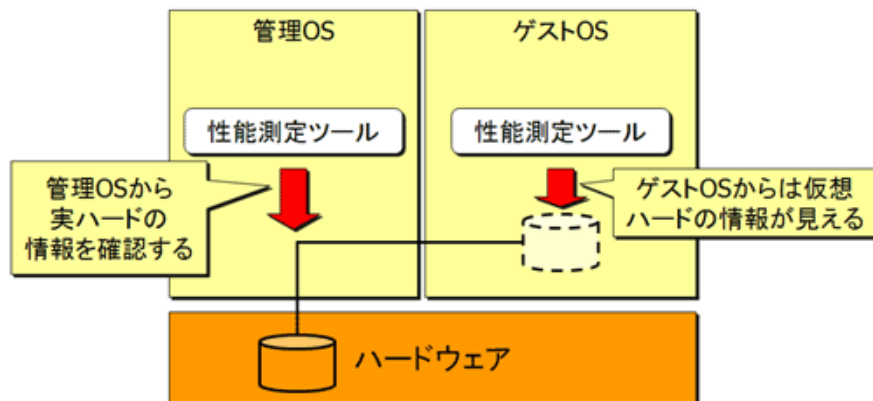 管理OS
ゲストOS
性能測定ツール
性能測定ツール
管理OSから
実ハードの
情報を確認する
ゲストOSからは仮想
ハードの情報が見える
ハードウェア